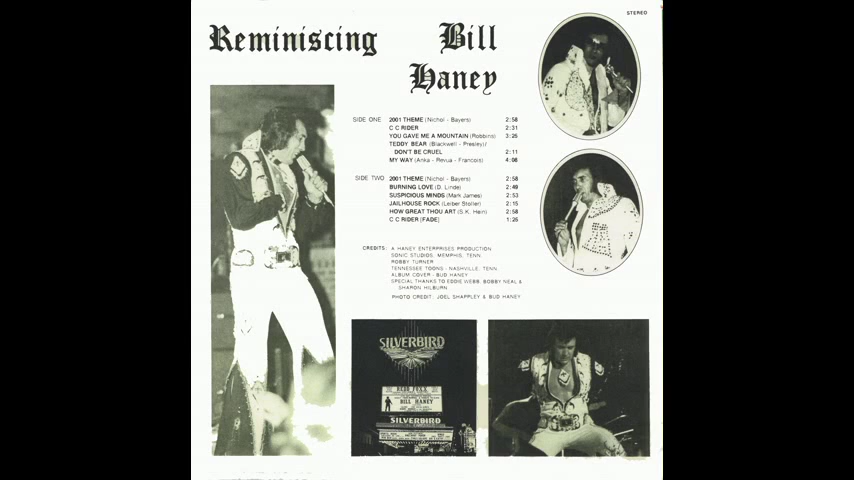 STEREO
Reminiscing
Bill
Haney
SIDE ONE 2001 THEME (Nichol - Bayers) 2:58
C C RIDER 2:31
YOU GAVE ME A MOUNTAIN (Robbins) 3:26
TEDDY BEAR (Blackwell - Presley)/
DON'T BE CRUEL 2:11
MY WAY (Anka - Revua - Francois) 4:08
SIDE TWO 2001 THEME (Nichol - Bayers) 2:58
BURNING LOVE (D. Linde) 2:49
SUSPICIOUS MINDS (Mark James) 2:53
JAILHOUSE ROCK (Leiber Stoller) 2:15
HOW GREAT THOU ART (S.K. Hein) 2:58
C C RIDER [FADE] 1:26
CREDITS: A HANEY ENTERPRISES PRODUCTION
SONIC STUDIOS, MEMPHIS, TENN.
ROBBY TURNER
TENNESSEE TOONS - NASHVILLE, TENN.
ALBUM COVER - BUD HANEY
SPECIAL THANKS TO EDDIE WEBB, BOBBY NEAL &
SHARON HILBURN
PHOTO CREDIT: JOEL SHAPPLEY & BUD HANEY
SILVERBIRD
REDD FOXX
BILL HANEY
SILVERBIRD